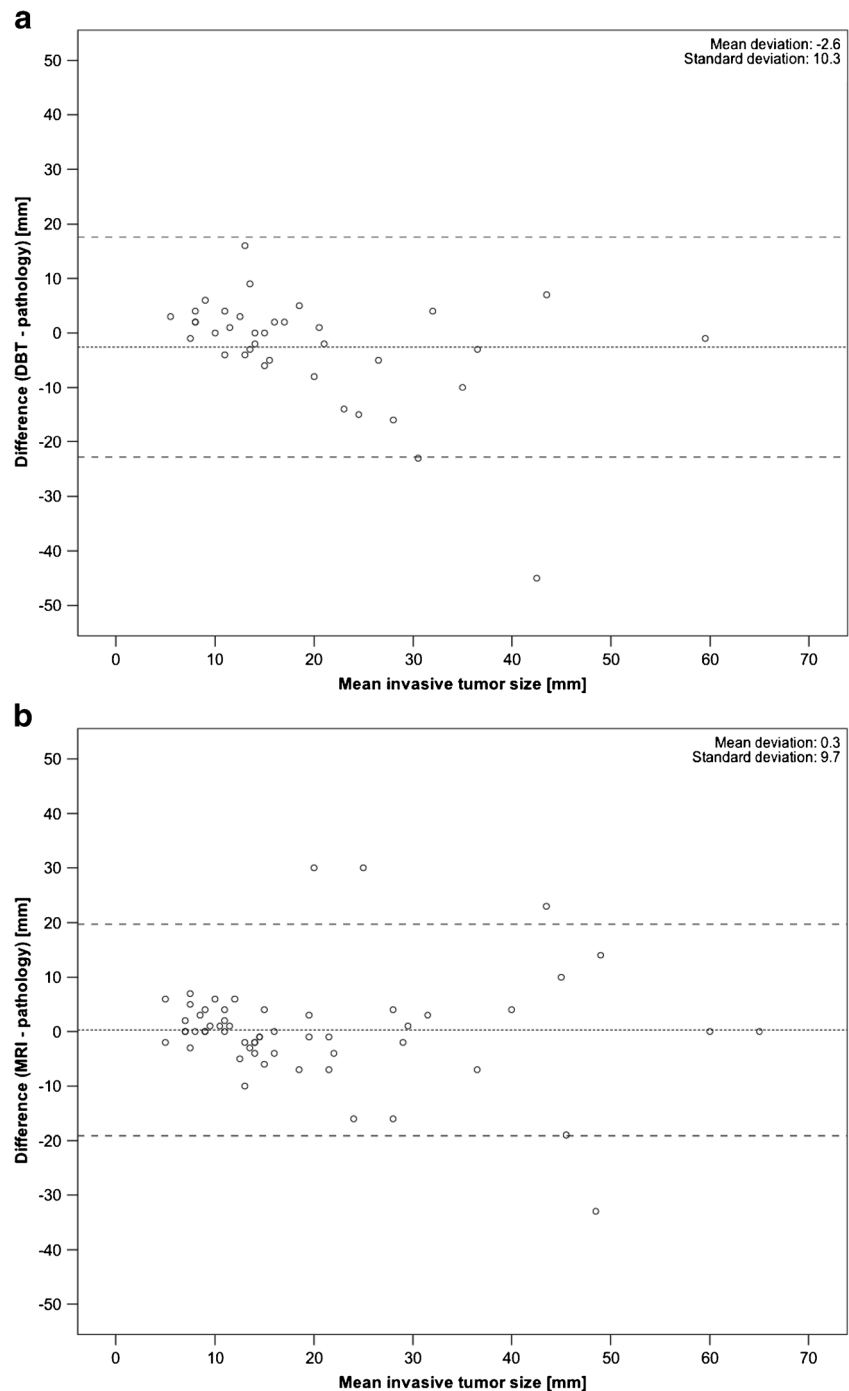 a
Mean deviation: -2.6
Standard deviation: 10.3
50
40
30
20
10
0
-10
-20
-30
-40
-50
Difference (DBT - pathology) [mm]
0 10 20 30 40 50 60 70
Mean invasive tumor size [mm]
b
Mean deviation: 0.3
Standard deviation: 9.7
50
40
30
20
10
0
-10
-20
-30
-40
-50
Difference (MRI - pathology) [mm]
0 10 20 30 40 50 60 70
Mean invasive tumor size [mm]